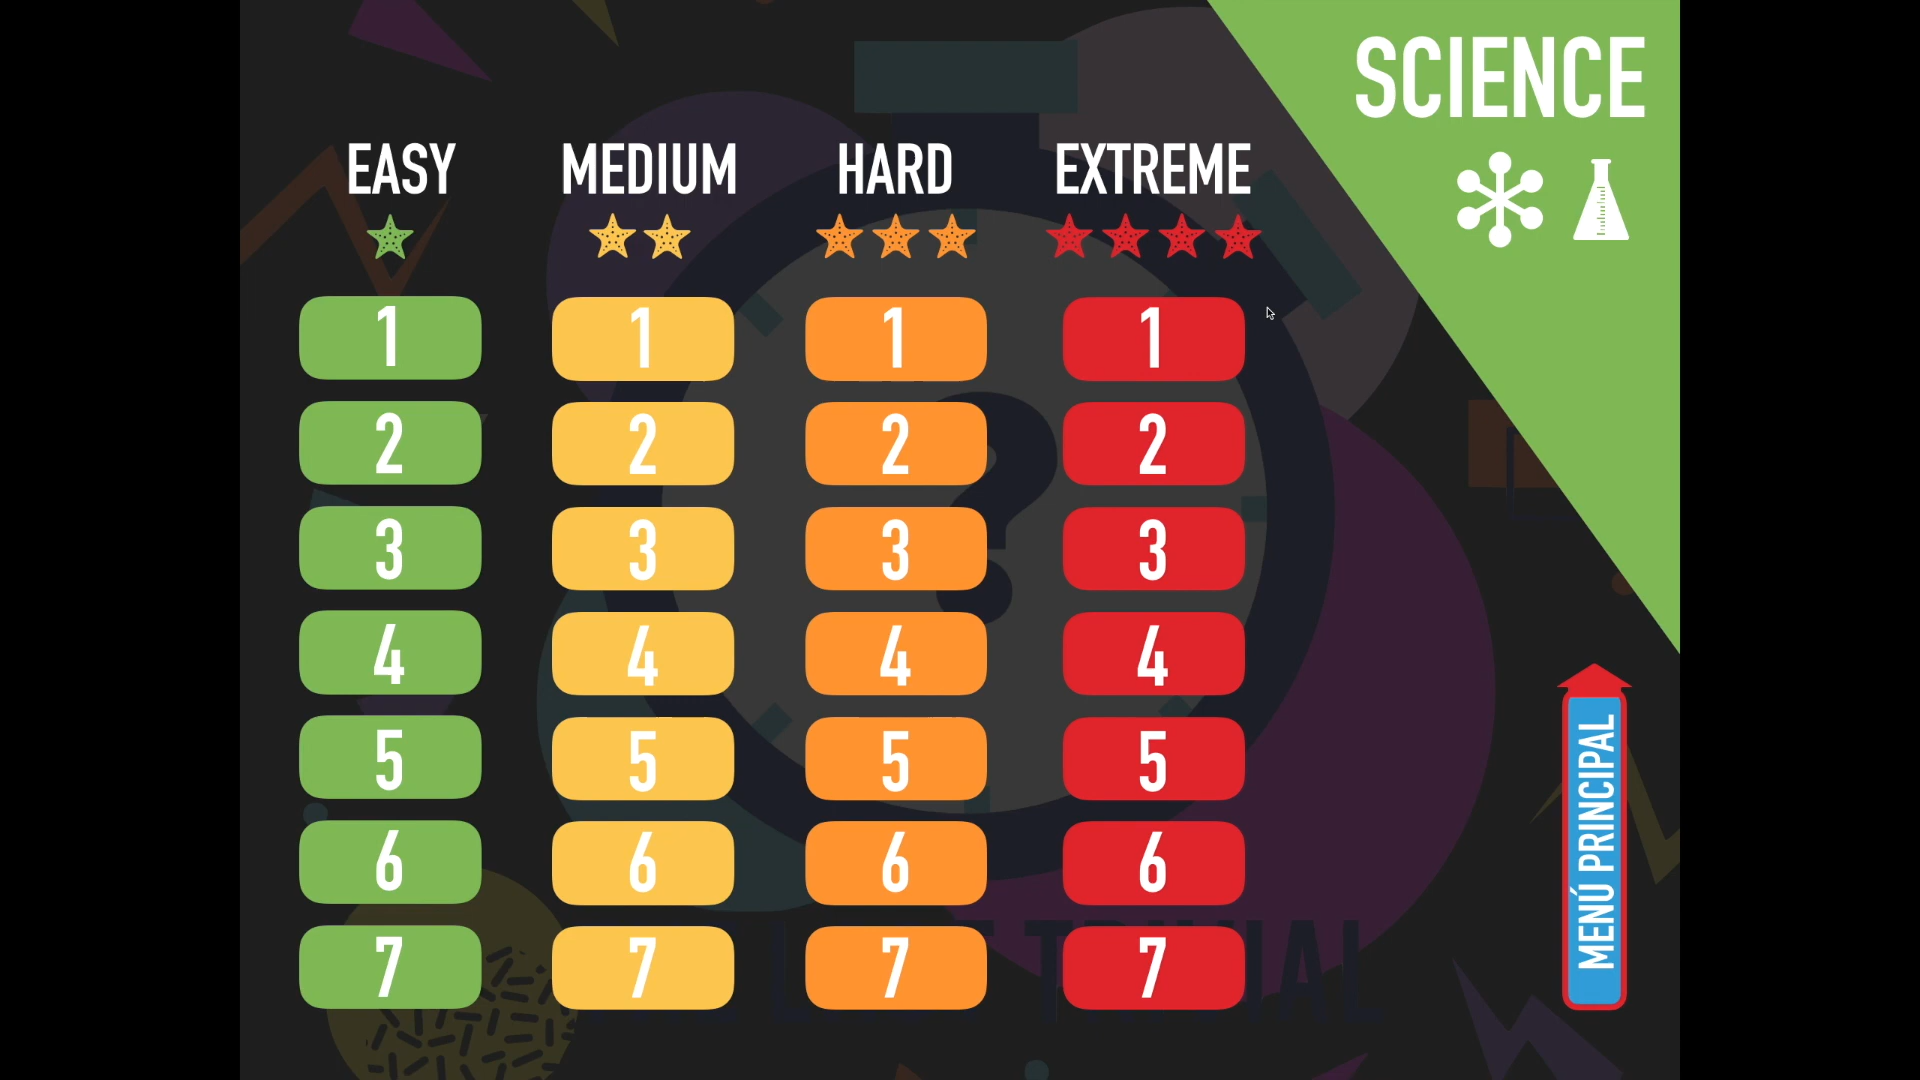 SCIENCE
EASY MEDIUM HARD EXTREME
1 1 1 1
2 2 2 2
3 3 3 3
4 4 4 4
5 5 5 5
6 6 6 6
7 7 7 7
MENÚ PRINCIPAL